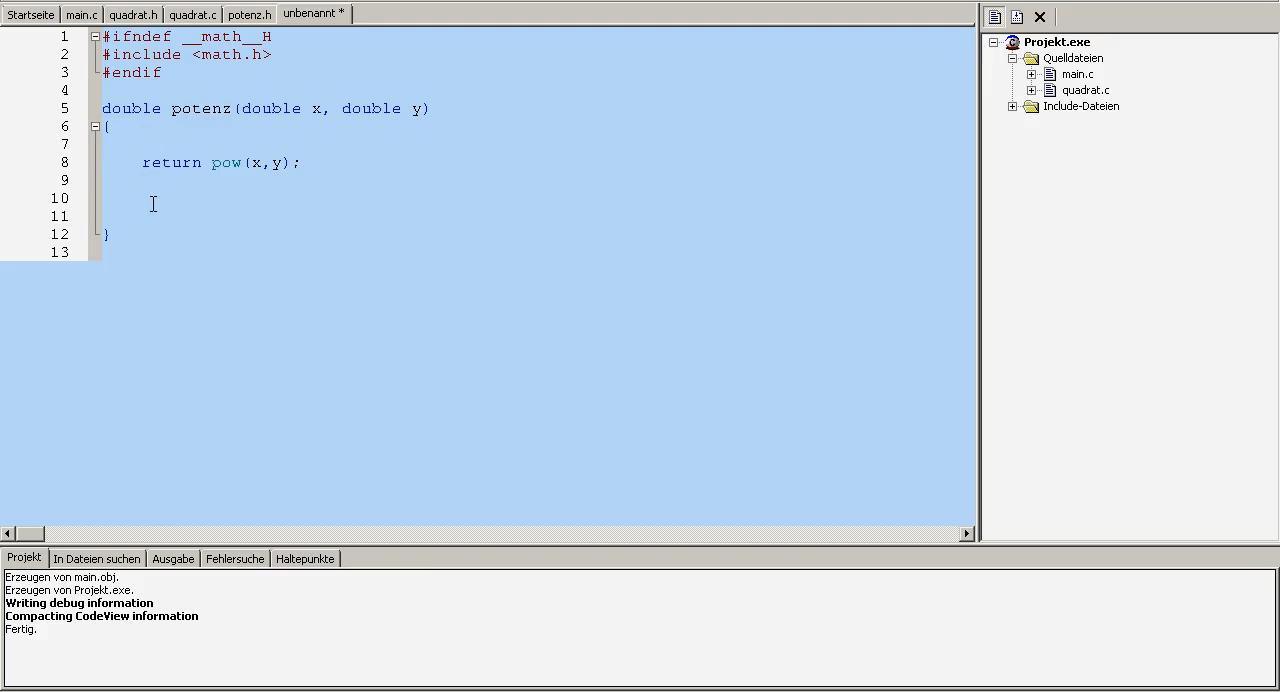 Startseite main.c quadrat.h quadrat.c potenz.h unbenannt *
1 #ifndef __math__H
2 #include <math.h>
3 #endif
4
5 double potenz(double x, double y)
6 {
7
8 return pow(x,y);
9
10
11
12 }
13
Projekt.exe
Quelldateien
main.c
quadrat.c
Include-Dateien
Projekt In Dateien suchen Ausgabe Fehlersuche Haltepunkte
Erzeugen von main.obj.
Erzeugen von Projekt.exe.
Writing debug information
Compacting CodeView information
Fertig.